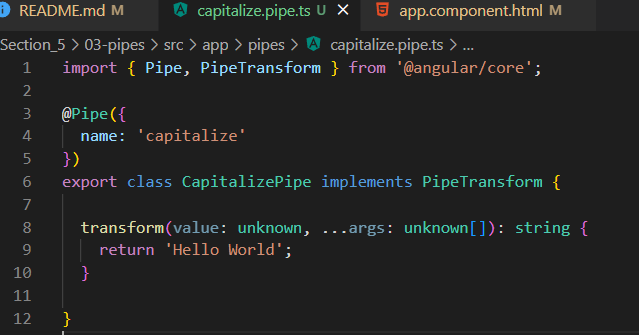 README.md M capitalize.pipe.ts U app.component.html M
Section_5 > 03-pipes > src > app > pipes > capitalize.pipe.ts > ...
1 import { Pipe, PipeTransform } from '@angular/core';
2
3 @Pipe({
4 name: 'capitalize'
5 })
6 export class CapitalizePipe implements PipeTransform {
7
8 transform(value: unknown, ...args: unknown[]): string {
9 return 'Hello World';
10 }
11
12 }